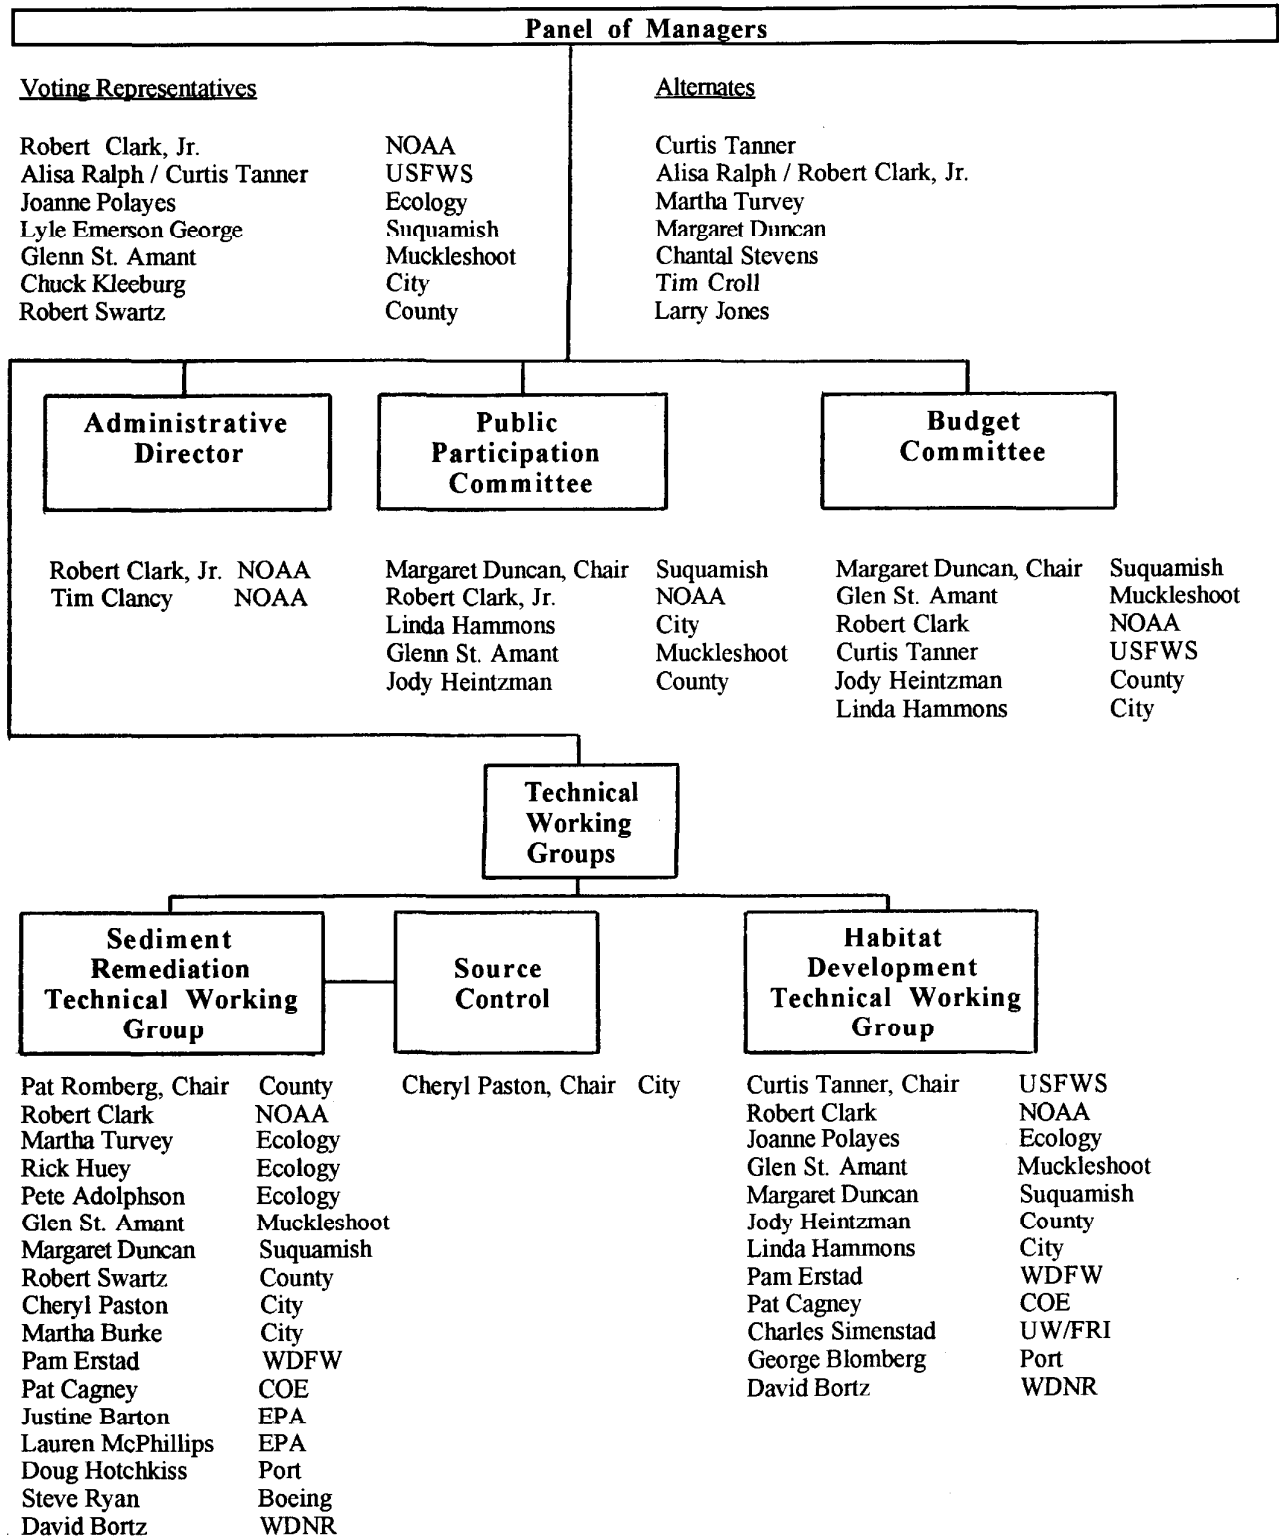 Panel of Managers
Voting Representatives Alternates
Robert Clark, Jr. NOAA Curtis Tanner
Alisa Ralph / Curtis Tanner USFWS Alisa Ralph / Robert Clark, Jr.
Joanne Polayes Ecology Martha Turvey
Lyle Emerson George Suquamish Margaret Duncan
Glenn St. Amant Muckleshoot Chantal Stevens
Chuck Kleeburg City Tim Croll
Robert Swartz County Larry Jones
Administrative
Director
Robert Clark, Jr. NOAA
Tim Clancy NOAA
Public
Participation
Committee
Margaret Duncan, Chair Suquamish
Robert Clark, Jr. NOAA
Linda Hammons City
Glenn St. Amant Muckleshoot
Jody Heintzman County
Budget
Committee
Margaret Duncan, Chair Suquamish
Glen St. Amant Muckleshoot
Robert Clark NOAA
Curtis Tanner USFWS
Jody Heintzman County
Linda Hammons City
Technical
Working
Groups
Sediment
Remediation
Technical Working
Group
Pat Romberg, Chair County
Robert Clark NOAA
Martha Turvey Ecology
Rick Huey Ecology
Pete Adolphson Ecology
Glen St. Amant Muckleshoot
Margaret Duncan Suquamish
Robert Swartz County
Cheryl Paston City
Martha Burke City
Pam Erstad WDFW
Pat Cagney COE
Justine Barton EPA
Lauren McPhillips EPA
Doug Hotchkiss Port
Steve Ryan Boeing
David Bortz WDNR
Source
Control
Cheryl Paston, Chair City
Habitat
Development
Technical Working
Group
Curtis Tanner, Chair USFWS
Robert Clark NOAA
Joanne Polayes Ecology
Glen St. Amant Muckleshoot
Margaret Duncan Suquamish
Jody Heintzman County
Linda Hammons City
Pam Erstad WDFW
Pat Cagney COE
Charles Simenstad UW/FRI
George Blomberg Port
David Bortz WDNR